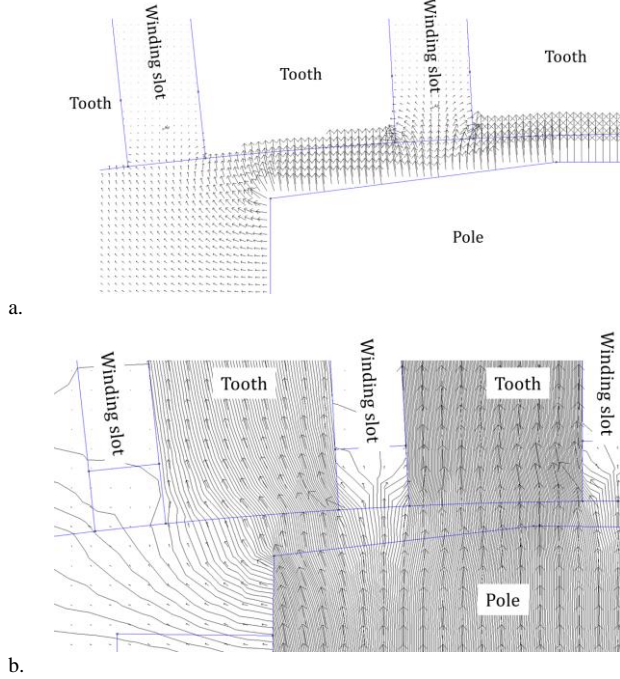 Winding slot
Tooth
Winding slot
Tooth
Tooth
Pole
a.
Winding slot
Tooth
Winding slot
Tooth
Winding slot
Pole
b.